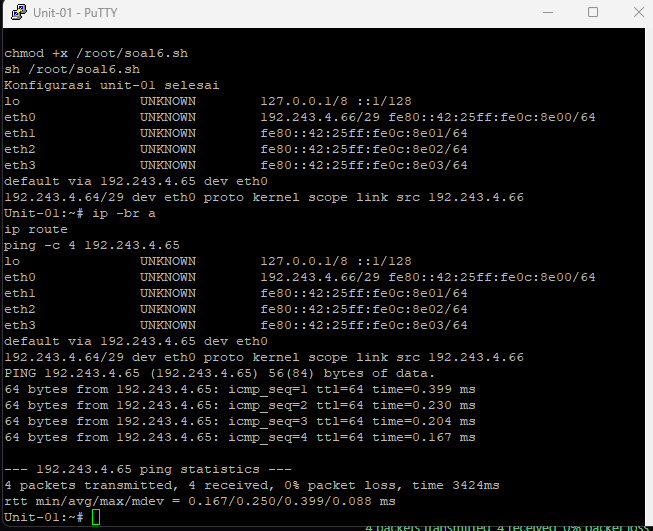 Unit-01 - PuTTY
chmod +x /root/soal6.sh
sh /root/soal6.sh
Konfigurasi unit-01 selesai
lo               UNKNOWN        127.0.0.1/8 ::1/128
eth0             UNKNOWN        192.243.4.66/29 fe80::42:25ff:fe0c:8e00/64
eth1             UNKNOWN        fe80::42:25ff:fe0c:8e01/64
eth2             UNKNOWN        fe80::42:25ff:fe0c:8e02/64
eth3             UNKNOWN        fe80::42:25ff:fe0c:8e03/64
default via 192.243.4.65 dev eth0
192.243.4.64/29 dev eth0 proto kernel scope link src 192.243.4.66
Unit-01:~# ip -br a
ip route
ping -c 4 192.243.4.65
lo               UNKNOWN        127.0.0.1/8 ::1/128
eth0             UNKNOWN        192.243.4.66/29 fe80::42:25ff:fe0c:8e00/64
eth1             UNKNOWN        fe80::42:25ff:fe0c:8e01/64
eth2             UNKNOWN        fe80::42:25ff:fe0c:8e02/64
eth3             UNKNOWN        fe80::42:25ff:fe0c:8e03/64
default via 192.243.4.65 dev eth0
192.243.4.64/29 dev eth0 proto kernel scope link src 192.243.4.66
PING 192.243.4.65 (192.243.4.65) 56(84) bytes of data.
64 bytes from 192.243.4.65: icmp_seq=1 ttl=64 time=0.399 ms
64 bytes from 192.243.4.65: icmp_seq=2 ttl=64 time=0.230 ms
64 bytes from 192.243.4.65: icmp_seq=3 ttl=64 time=0.204 ms
64 bytes from 192.243.4.65: icmp_seq=4 ttl=64 time=0.167 ms
--- 192.243.4.65 ping statistics ---
4 packets transmitted, 4 received, 0% packet loss, time 3424ms
rtt min/avg/max/mdev = 0.167/0.250/0.399/0.088 ms
Unit-01:~#
4 packets transmitted, 4 received, 0% packet loss